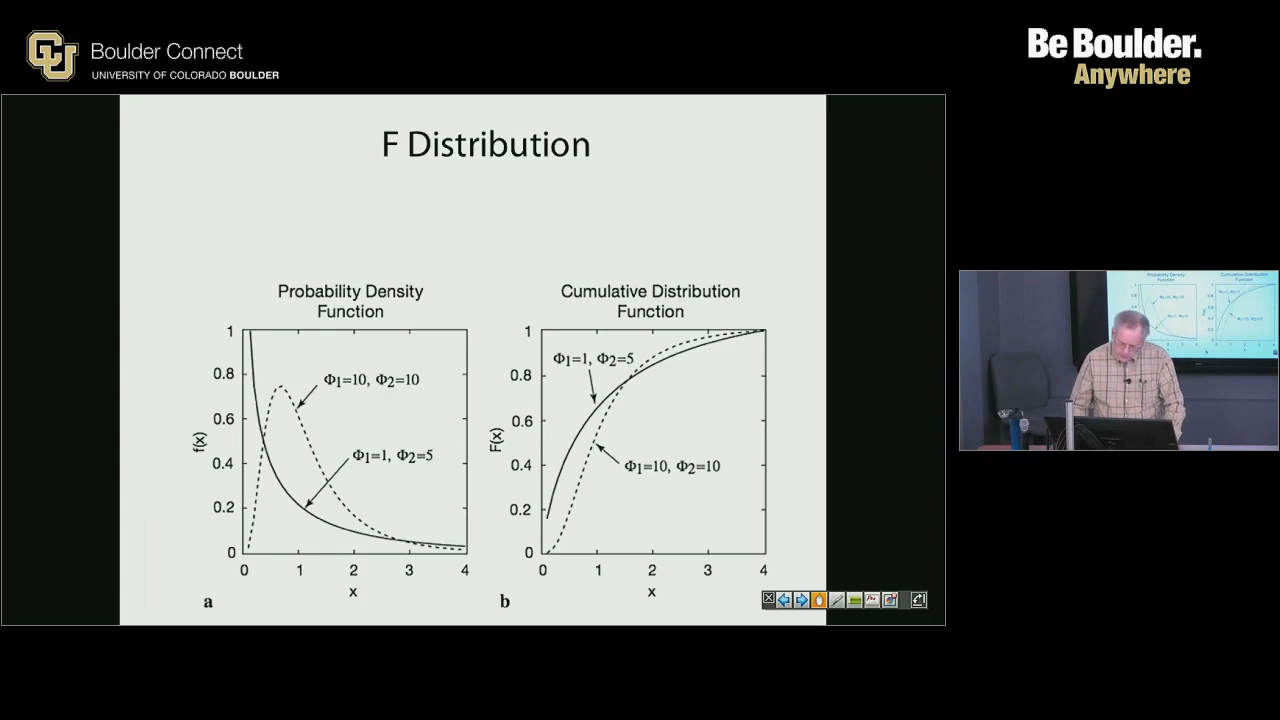 CU
Boulder Connect
UNIVERSITY OF COLORADO BOULDER
Be Boulder.
Anywhere
F Distribution
Probability Density
Function
1
0.8
0.6
0.4
0.2
0
f(x)
Φ1=10, Φ2=10
Φ1=1, Φ2=5
0 1 2 3 4
x
a
Cumulative Distribution
Function
1
0.8
0.6
0.4
0.2
0
F(x)
Φ1=1, Φ2=5
Φ1=10, Φ2=10
0 1 2 3 4
x
b